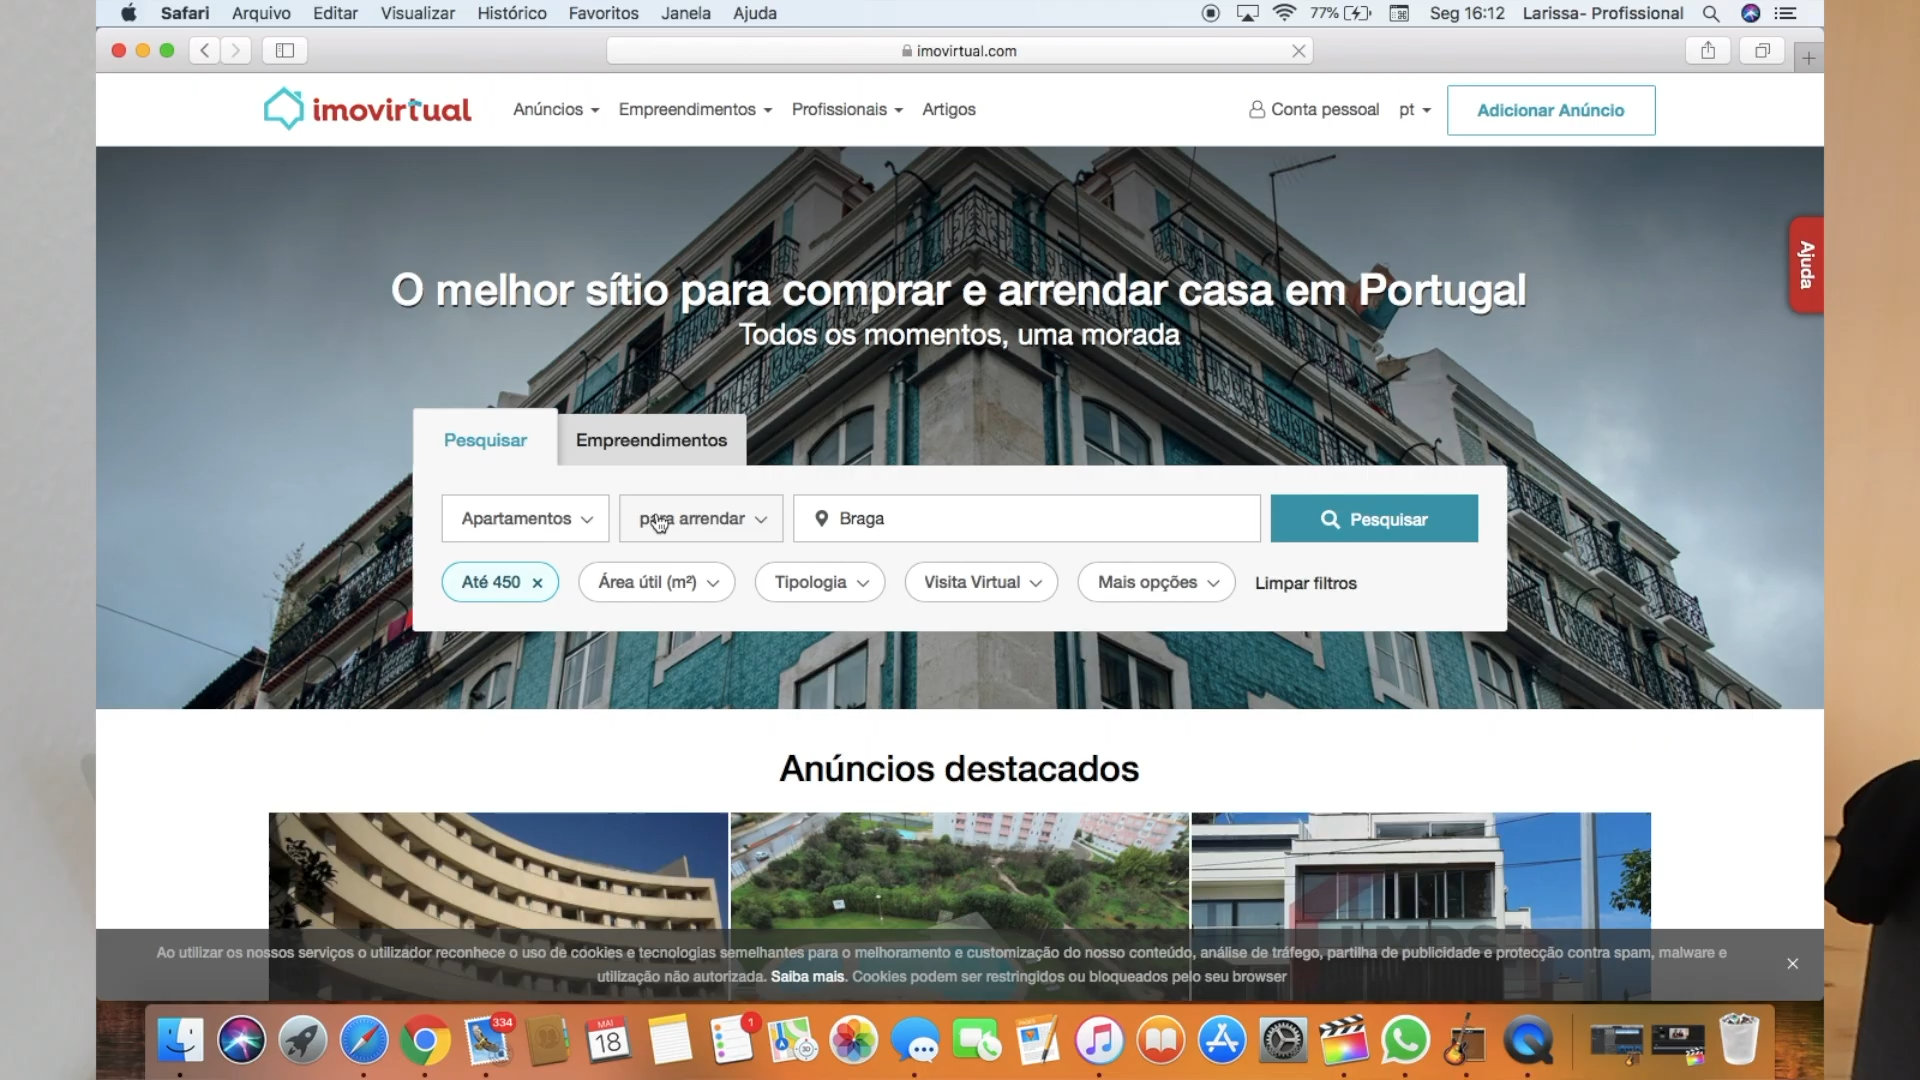 Safari Arquivo Editar Visualizar Histórico Favoritos Janela Ajuda 77% Seg 16:12 Larissa- Profissional
imovirtual.com
imovirtual Anúncios Empreendimentos Profissionais Artigos Conta pessoal pt Adicionar Anúncio
Ajuda
O melhor sítio para comprar e arrendar casa em Portugal
Todos os momentos, uma morada
Pesquisar Empreendimentos
Apartamentos para arrendar Braga Pesquisar
Até 450 × Área útil (m²) Tipologia Visita Virtual Mais opções Limpar filtros
Anúncios destacados
Ao utilizar os nossos serviços o utilizador reconhece o uso de cookies e tecnologias semelhantes para o melhoramento e customização do nosso conteúdo, análise de tráfego, partilha de publicidade e protecção contra spam, malware e
utilização não autorizada. Saiba mais. Cookies podem ser restringidos ou bloqueados pelo seu browser
334 MAI 18 1